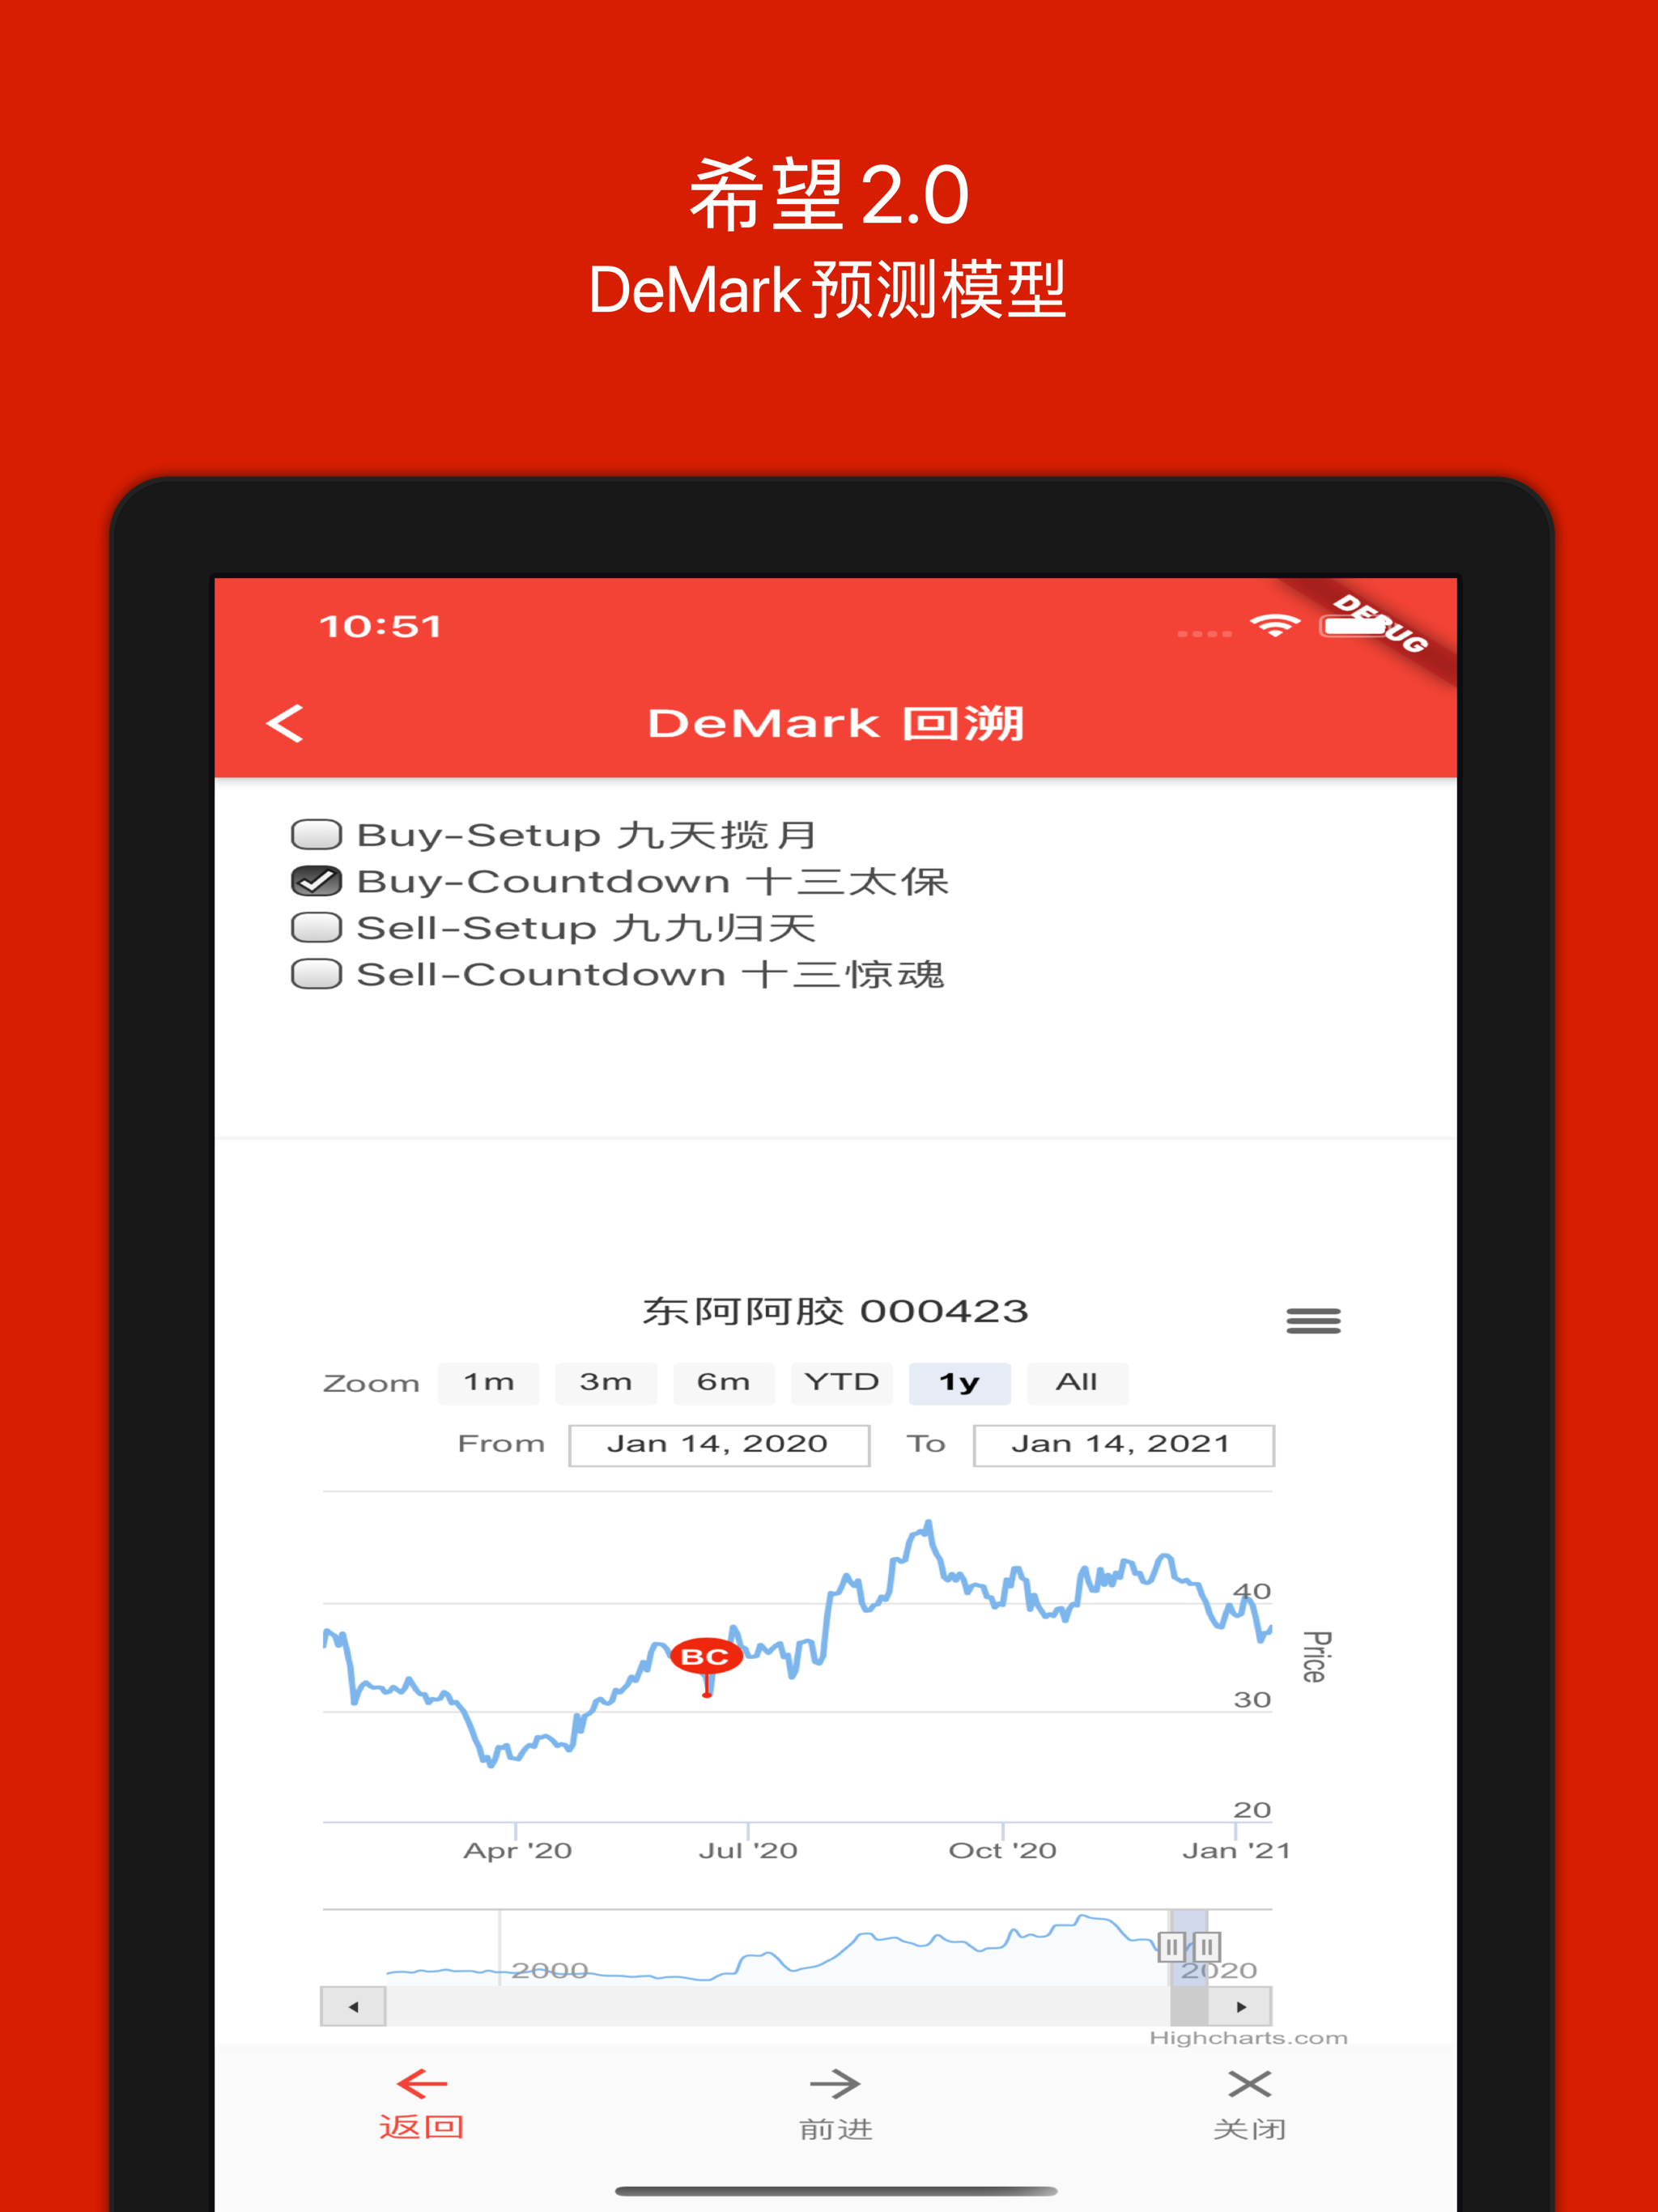 希望 2.0
DeMark 预测模型
10:51
DEBUG
DeMark 回溯
Buy-Setup 九天揽月
Buy-Countdown 十三太保
Sell-Setup 九九归天
Sell-Countdown 十三惊魂
东阿阿胶 000423
Zoom 1m 3m 6m YTD 1y All
From Jan 14, 2020 To Jan 14, 2021
40
BC
Price
30
20
Apr '20 Jul '20 Oct '20 Jan '21
2000 2020
Highcharts.com
返回 前进 关闭